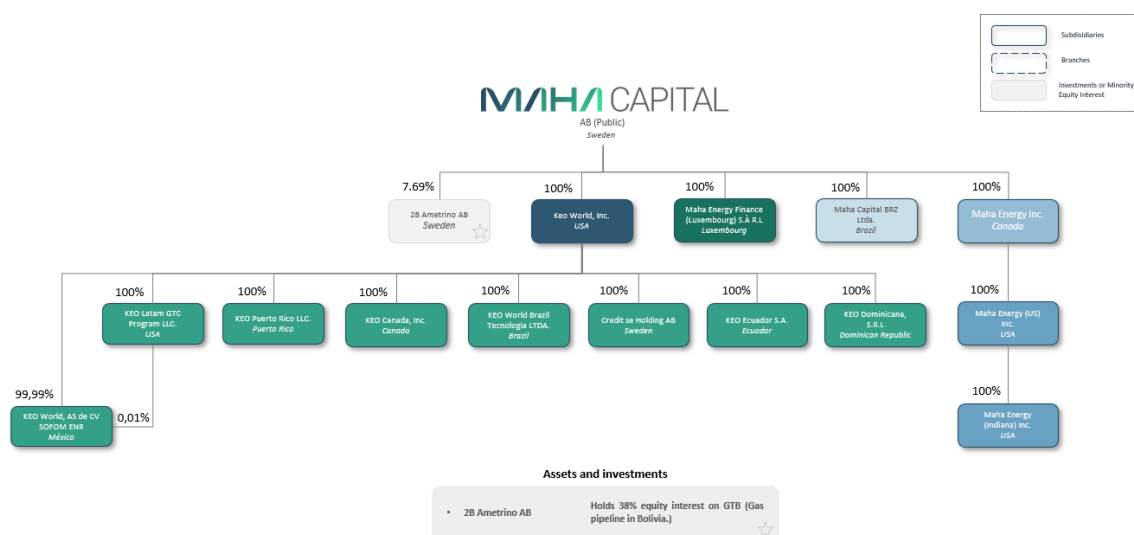 Subdisidiaries
Branches
Investments or Minority
Equity Interest
MAHA CAPITAL
AB (Public)
Sweden
7.69%
100%
100%
100%
100%
2B Ametrino AB
Sweden
Keo World, Inc.
USA
Maha Energy Finance
(Luxembourg) S.À R.L
Luxembourg
Maha Capital BRZ
Ltda.
Brazil
Maha Energy Inc.
Canada
100%
100%
100%
100%
100%
100%
100%
100%
KEO Latam GTC
Program LLC.
USA
KEO Puerto Rico LLC.
Puerto Rico
KEO Canada, Inc.
Canada
KEO World Brazil
Tecnologia LTDA.
Brazil
Credit se Holding AB
Sweden
KEO Ecuador S.A.
Ecuador
KEO Dominicana,
S.R.L
Dominican Republic
Maha Energy (US)
Inc.
USA
99,99%
0,01%
100%
KEO World, AS de CV
SOFOM ENR
México
Maha Energy
(Indiana) Inc.
USA
Assets and investments
• 2B Ametrino AB
Holds 38% equity interest on GTB (Gas
pipeline in Bolivia.)